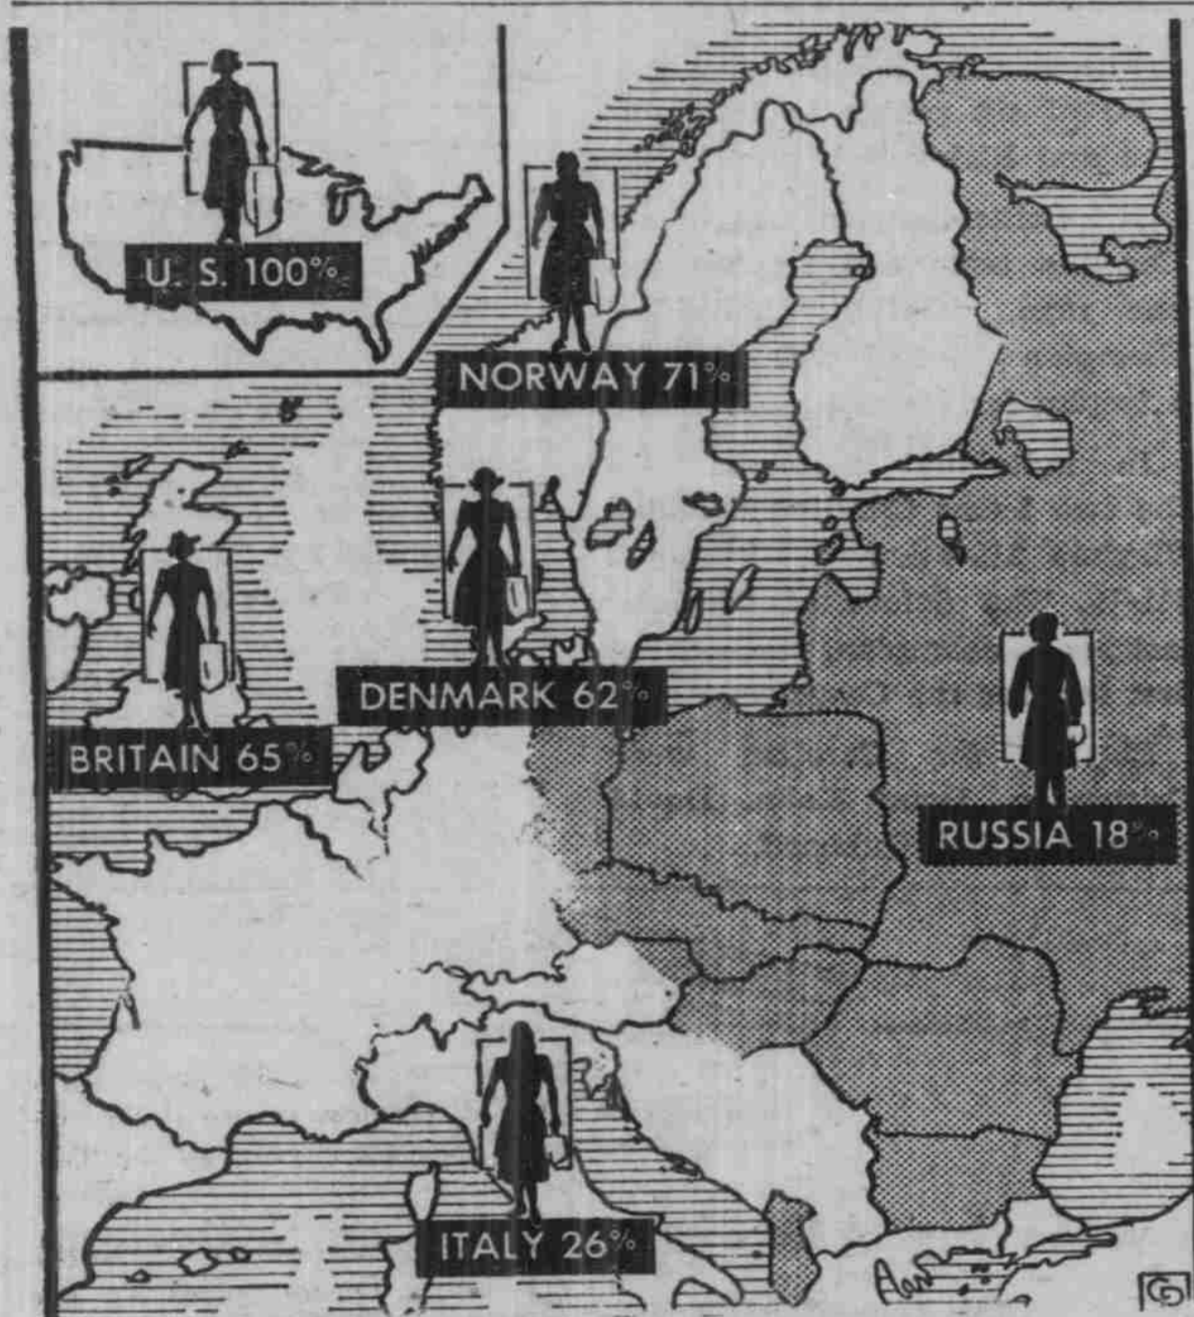 U. S. 100%
NORWAY 71%
DENMARK 62%
BRITAIN 65%
RUSSIA 18%
ITALY 26%